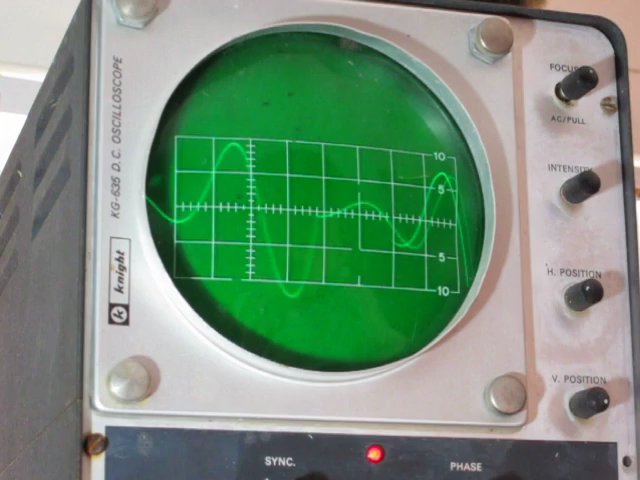 KG-635 D.C. OSCILLOSCOPE
k knight
10
5
5
10
FOCUS
AC/PULL
INTENSITY
H. POSITION
V. POSITION
SYNC.
PHASE